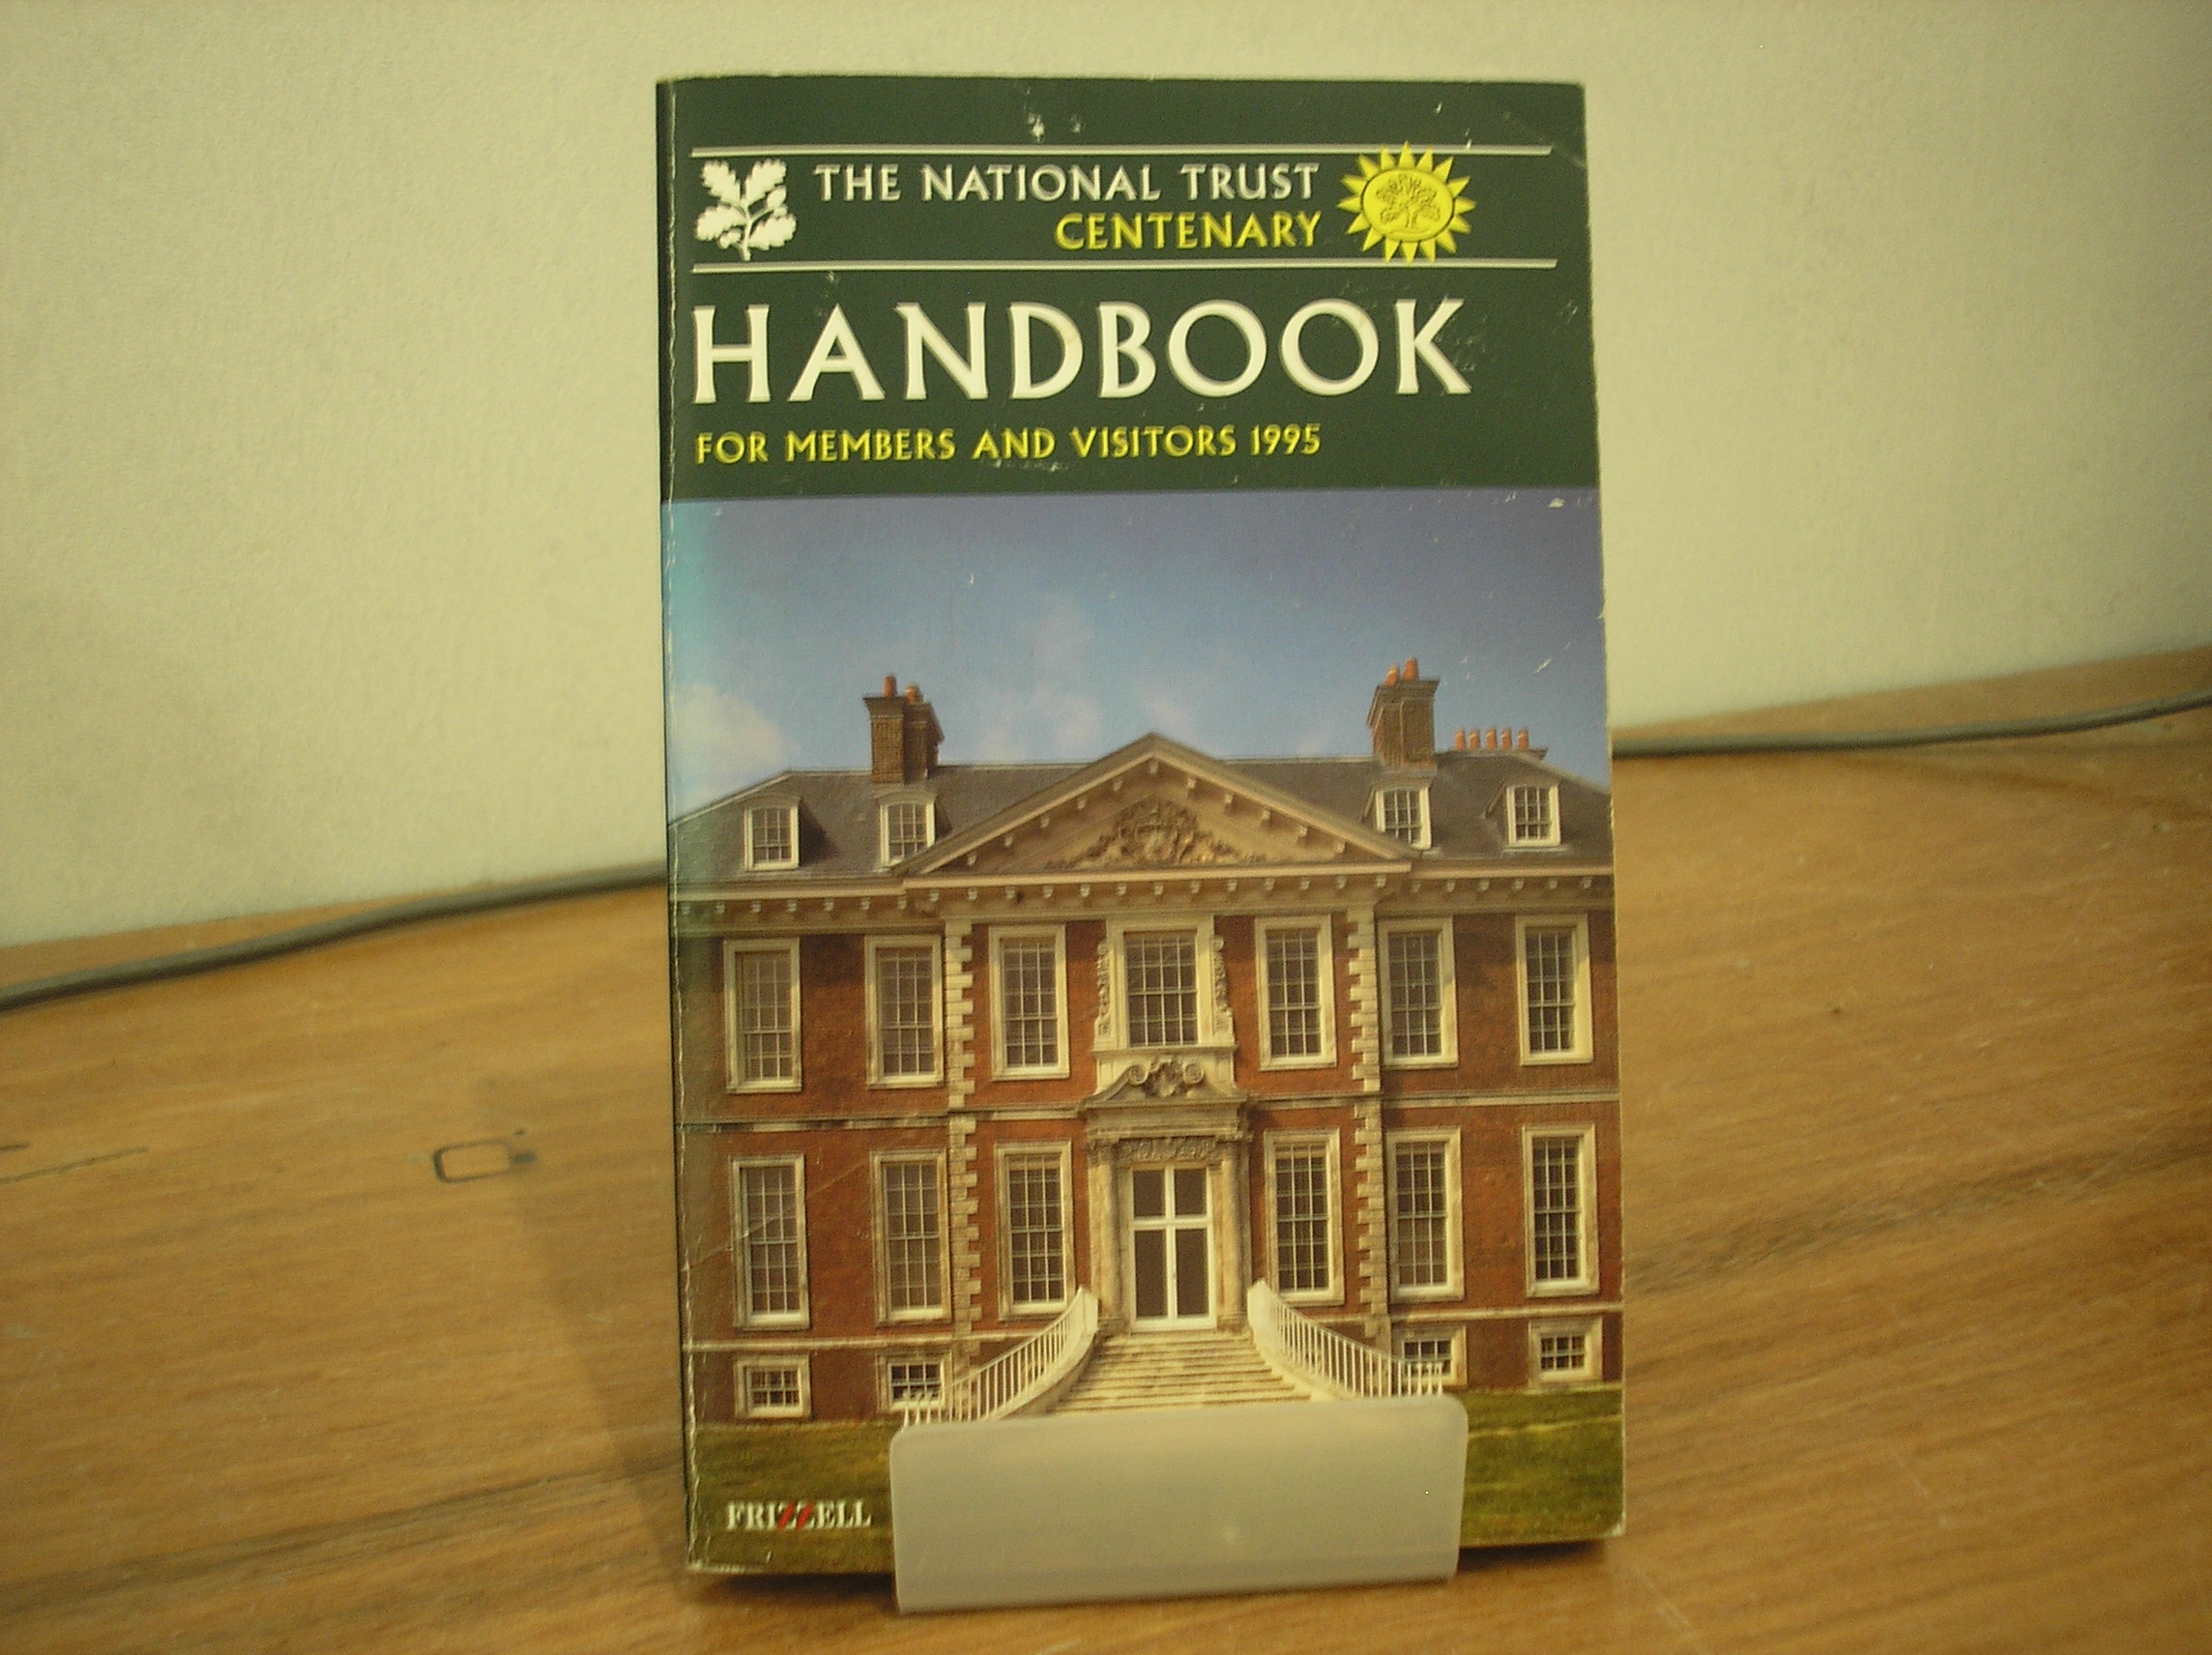 THE NATIONAL TRUST
CENTENARY
HANDBOOK
FOR MEMBERS AND VISITORS 1995
FRIZZELL